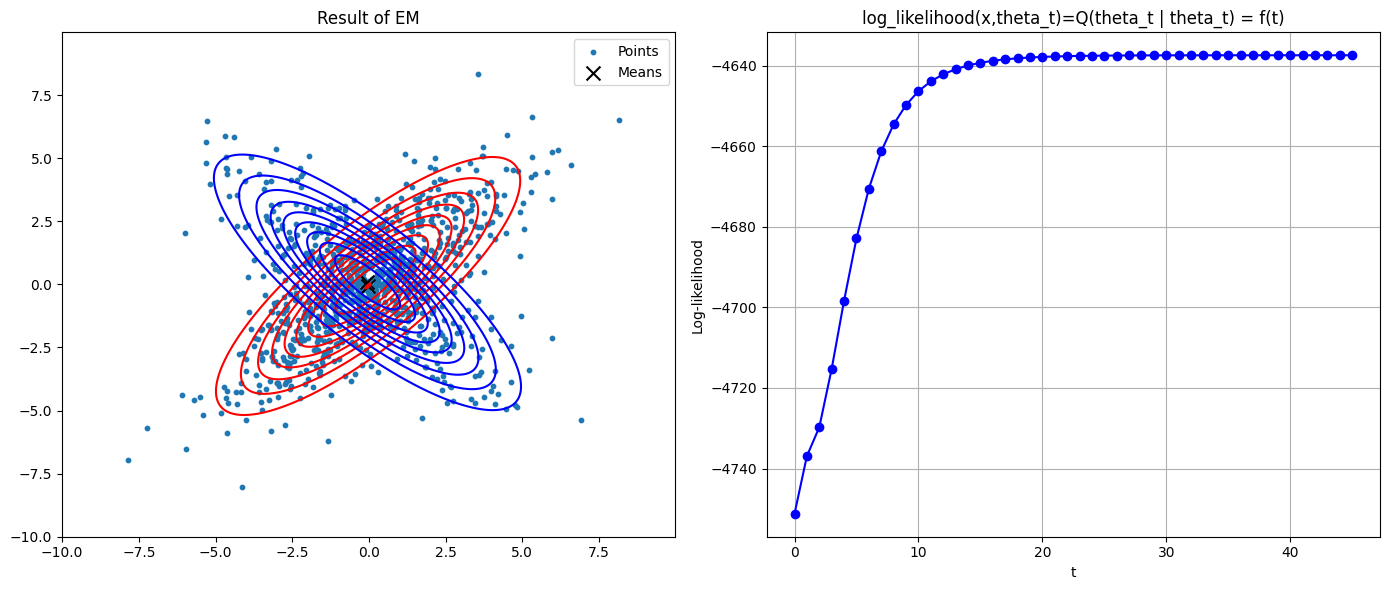 Result of EM
Points
Means
7.5
5.0
2.5
0.0
−2.5
−5.0
−7.5
−10.0
−10.0 −7.5 −5.0 −2.5 0.0 2.5 5.0 7.5
log_likelihood(x,theta_t)=Q(theta_t | theta_t) = f(t)
Log-likelihood
−4640
−4660
−4680
−4700
−4720
−4740
0 10 20 30 40
t